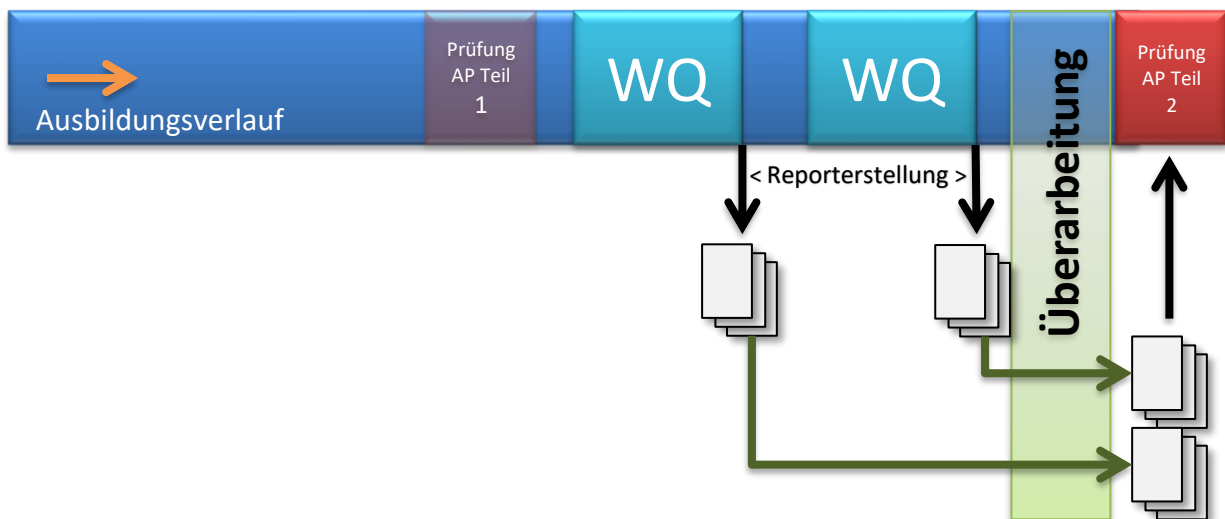 Ausbildungsverlauf
Prüfung
AP Teil
1
WQ
WQ
Überarbeitung
Prüfung
AP Teil
2
< Reporterstellung >